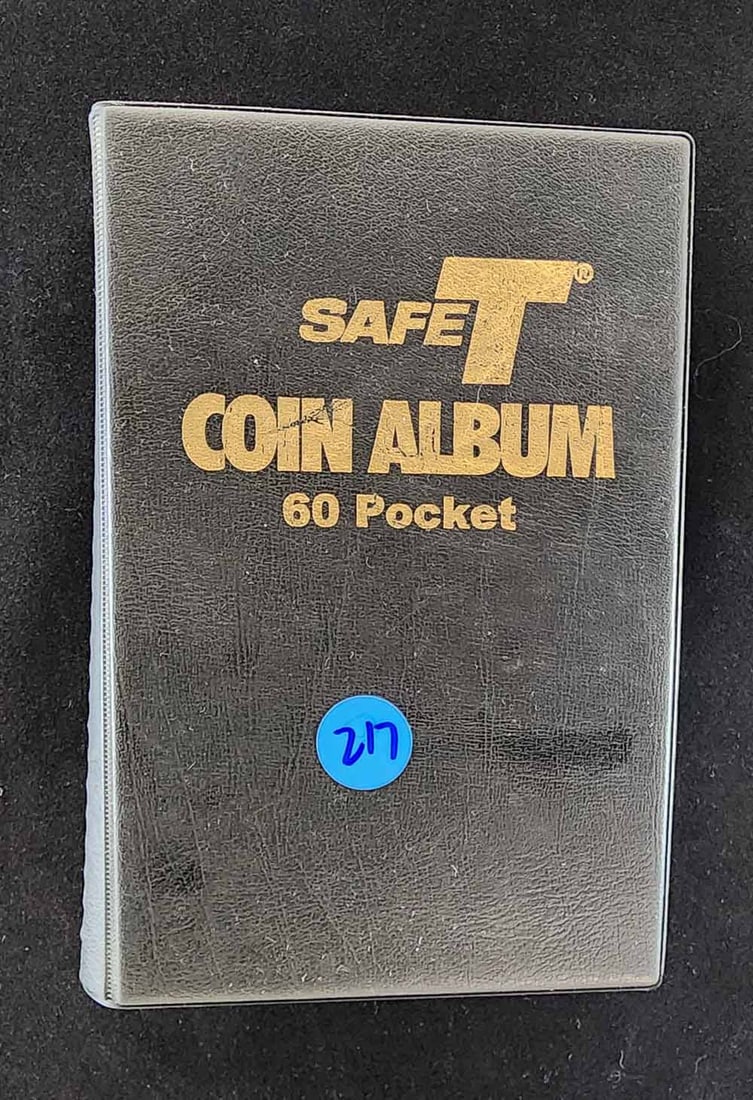 SAFE T®
COIN ALBUM
60 Pocket
217